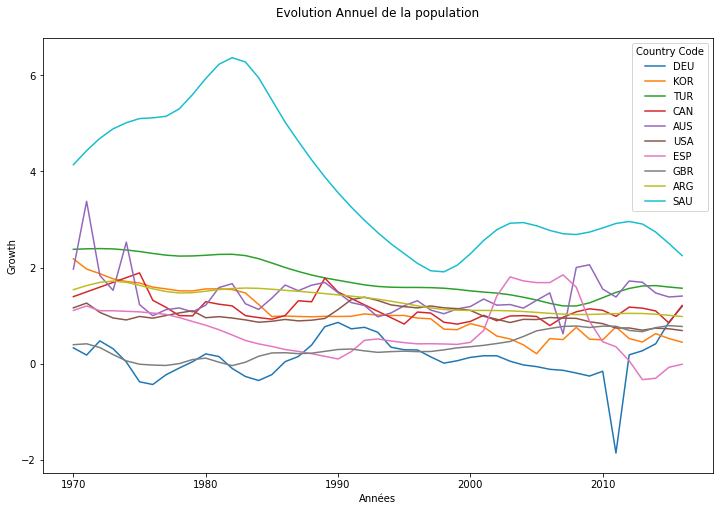 Evolution Annuel de la population
Growth
6
4
2
0
−2
1970
1980
1990
2000
2010
Années
Country Code
DEU
KOR
TUR
CAN
AUS
USA
ESP
GBR
ARG
SAU